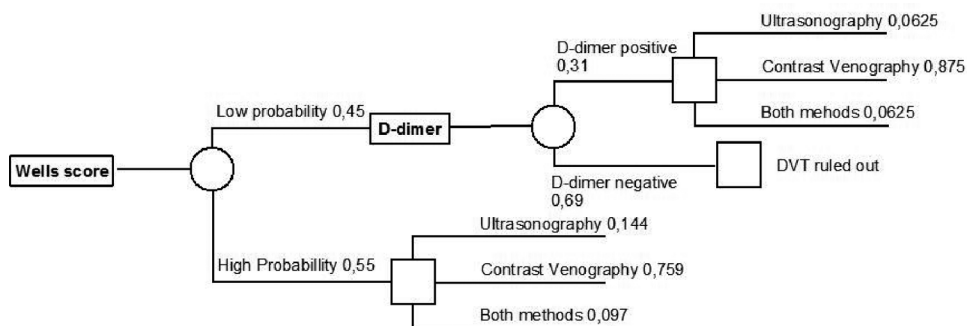 Ultrasonography 0,0625
D-dimer positive
0,31
Contrast Venography 0,875
Low probability 0,45
Both mehods 0,0625
D-dimer
Wells score
DVT ruled out
D-dimer negative
0,69
Ultrasonography 0,144
High Probabillity 0,55
Contrast Venography 0,759
Both methods 0,097